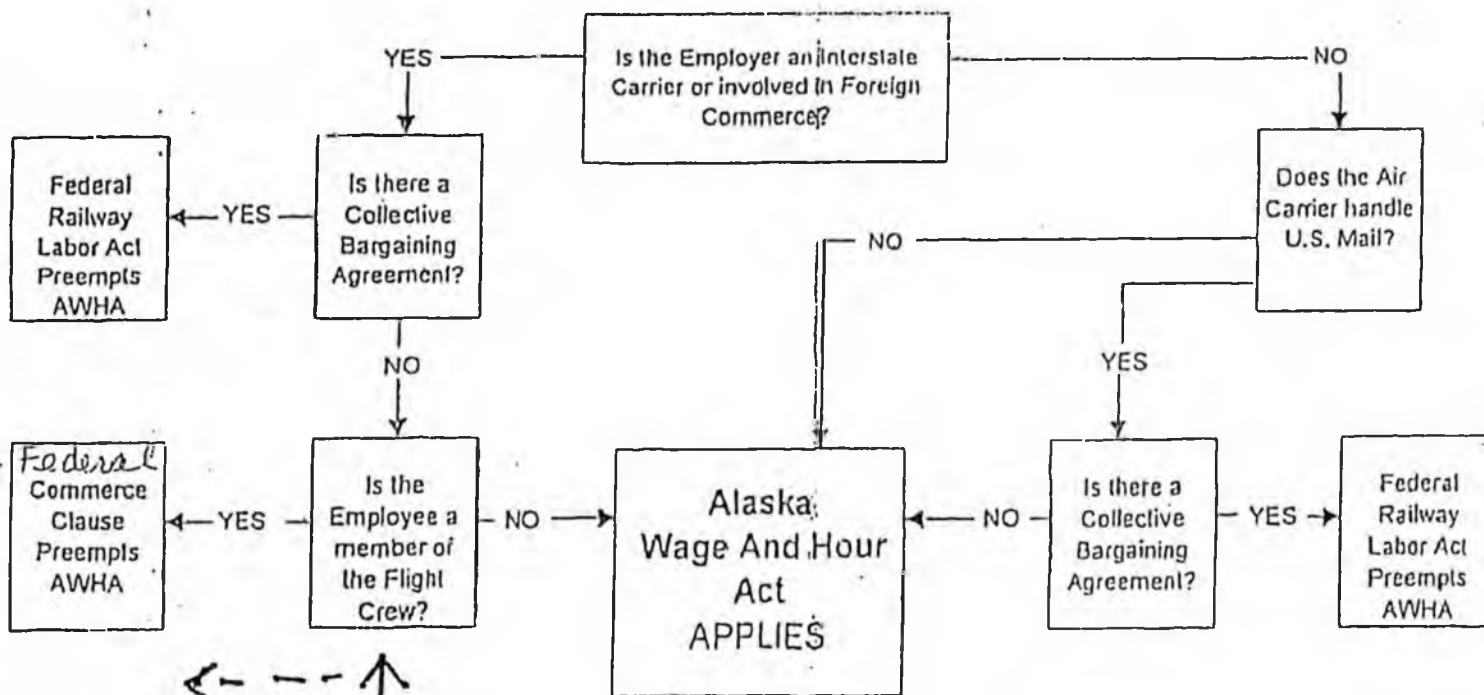 Is the Employer an Interstate
Carrier or involved in Foreign
Commerce?
YES
NO
Federal
Railway
Labor Act
Preempts
AWHA
YES
Is there a
Collective
Bargaining
Agreement?
NO
Does the Air
Carrier handle
U.S. Mail?
NO
YES
Federal
Commerce
Clause
Preempts
AWHA
YES
Is the
Employee a
member of
the Flight
Crew?
NO
Alaska
Wage And Hour
Act
APPLIES
NO
Is there a
Collective
Bargaining
Agreement?
YES
Federal
Railway
Labor Act
Preempts
AWHA